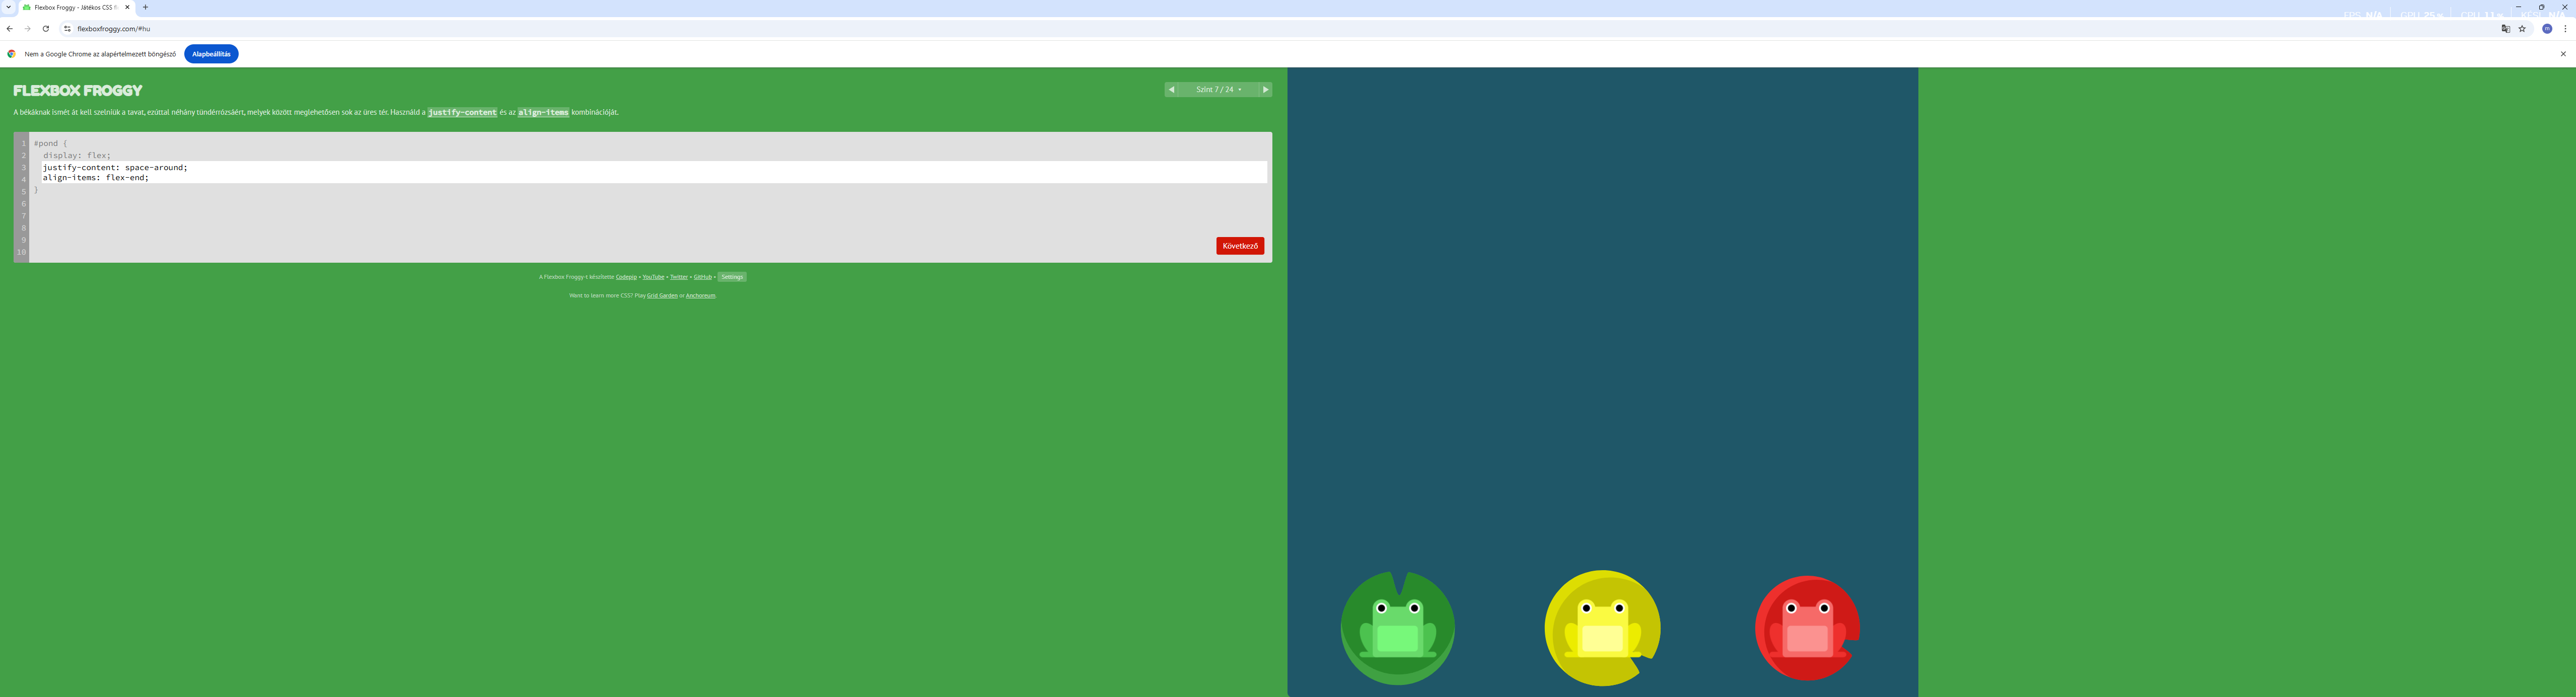 Flexbox Froggy - Játékos CSS
flexboxfroggy.com/#hu
Nem a Google Chrome az alapértelmezett böngésző
Alapbeállítás
FLEXBOX FROGGY
Szint 7 / 24
A békáknak ismét át kell szelniük a tavat, ezúttal néhány tündérrózsáért, melyek között meglehetősen sok az üres tér. Használd a justify-content és az align-items kombinációját.
1 #pond {
2 display: flex;
3 justify-content: space-around;
4 align-items: flex-end;
5 }
6
7
8
9
10
Következő
A Flexbox Froggy-t készítette Codepip • YouTube • Twitter • GitHub • Settings
Want to learn more CSS? Play Grid Garden or Anchoreum.